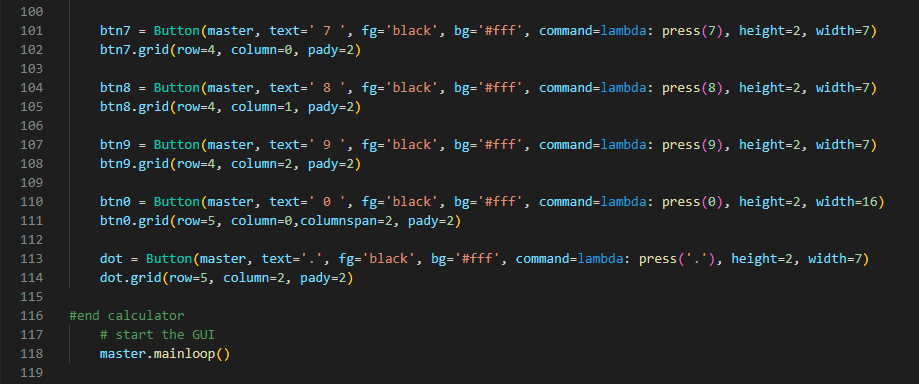 100
101 btn7 = Button(master, text=' 7 ', fg='black', bg='#fff', command=lambda: press(7), height=2, width=7)
102 btn7.grid(row=4, column=0, pady=2)
103
104 btn8 = Button(master, text=' 8 ', fg='black', bg='#fff', command=lambda: press(8), height=2, width=7)
105 btn8.grid(row=4, column=1, pady=2)
106
107 btn9 = Button(master, text=' 9 ', fg='black', bg='#fff', command=lambda: press(9), height=2, width=7)
108 btn9.grid(row=4, column=2, pady=2)
109
110 btn0 = Button(master, text=' 0 ', fg='black', bg='#fff', command=lambda: press(0), height=2, width=16)
111 btn0.grid(row=5, column=0,columnspan=2, pady=2)
112
113 dot = Button(master, text='.', fg='black', bg='#fff', command=lambda: press('.'), height=2, width=7)
114 dot.grid(row=5, column=2, pady=2)
115
116 #end calculator
117 # start the GUI
118 master.mainloop()
119